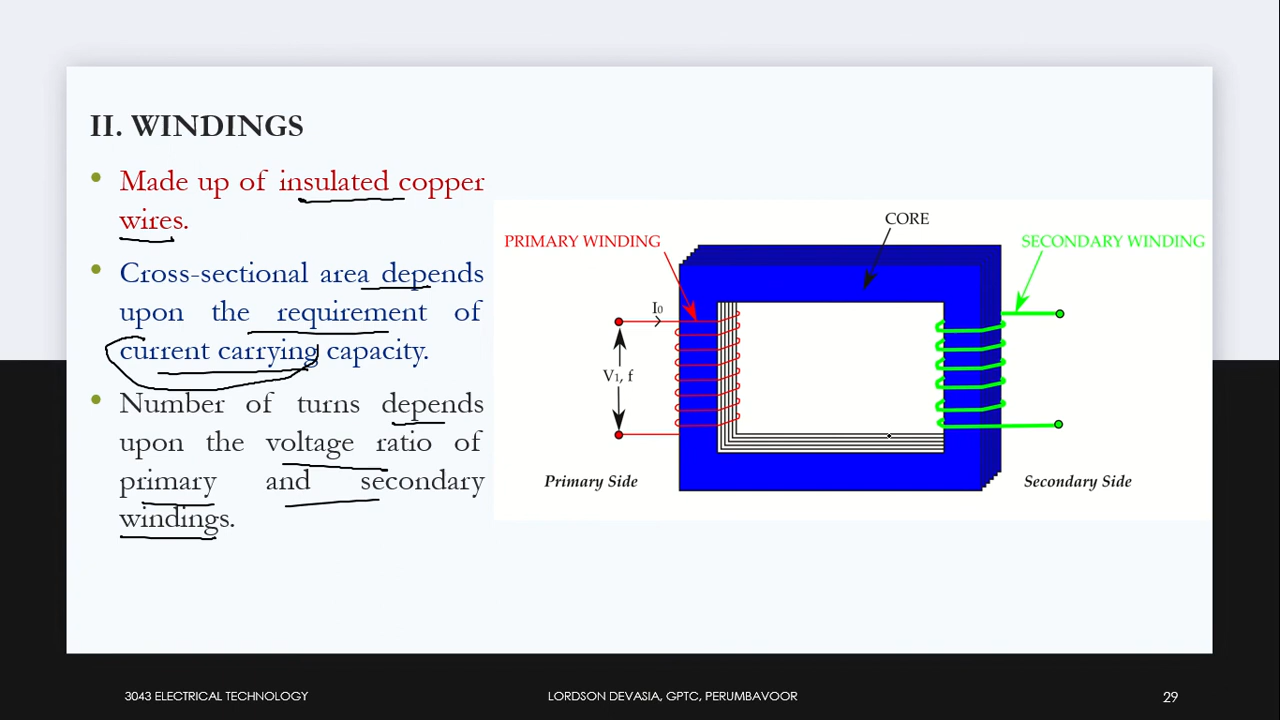 II. WINDINGS
• Made up of insulated copper
wires.
• Cross-sectional area depends
upon the requirement of
current carrying capacity.
• Number of turns depends
upon the voltage ratio of
primary and secondary
windings.
CORE
PRIMARY WINDING
SECONDARY WINDING
I₀
V₁, f
Primary Side
Secondary Side
3043 ELECTRICAL TECHNOLOGY
LORDSON DEVASIA, GPTC, PERUMBAVOOR
29